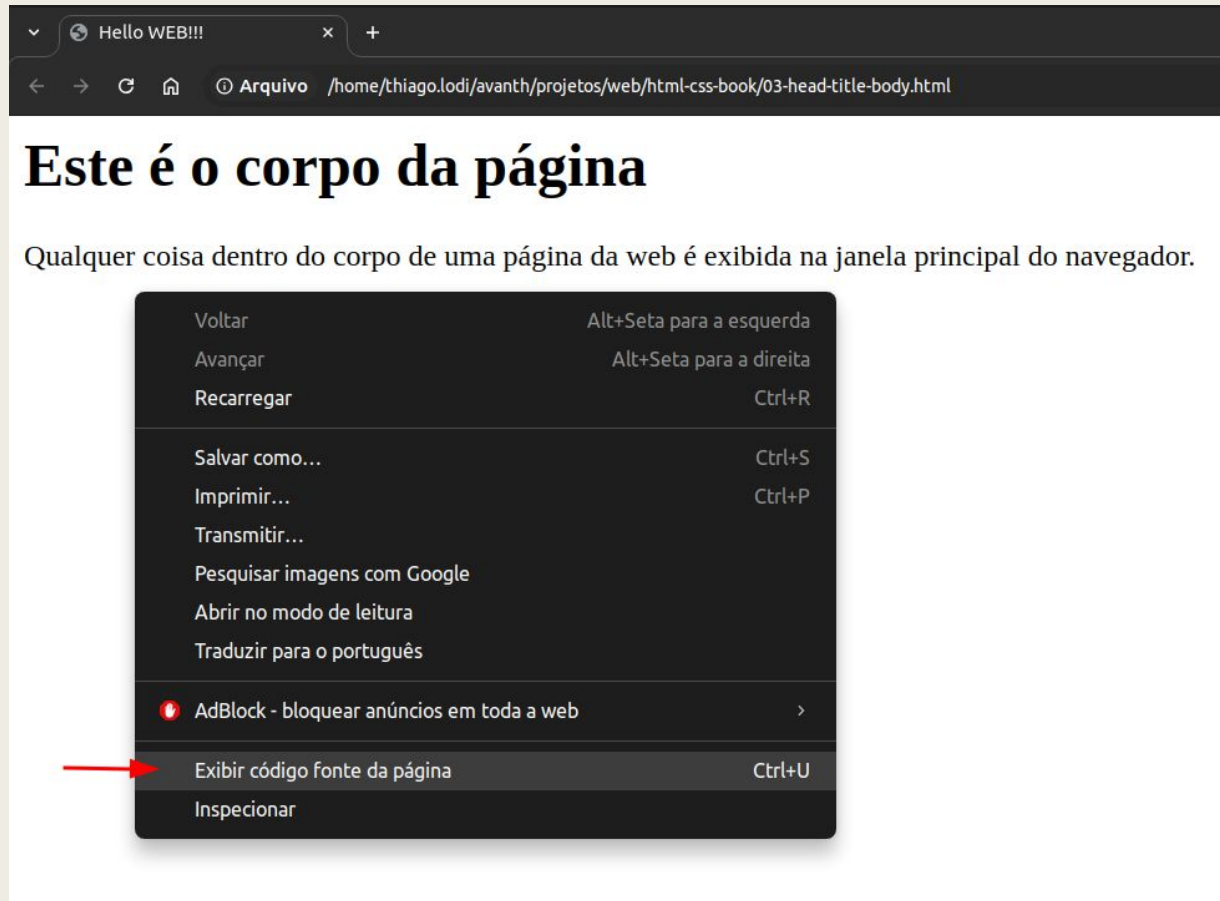 Hello WEB!!!
Arquivo /home/thiago.lodi/avanth/projetos/web/html-css-book/03-head-title-body.html
Este é o corpo da página
Qualquer coisa dentro do corpo de uma página da web é exibida na janela principal do navegador.
Voltar Alt+Seta para a esquerda
Avançar Alt+Seta para a direita
Recarregar Ctrl+R
Salvar como... Ctrl+S
Imprimir... Ctrl+P
Transmitir...
Pesquisar imagens com Google
Abrir no modo de leitura
Traduzir para o português
AdBlock - bloquear anúncios em toda a web
Exibir código fonte da página Ctrl+U
Inspecionar